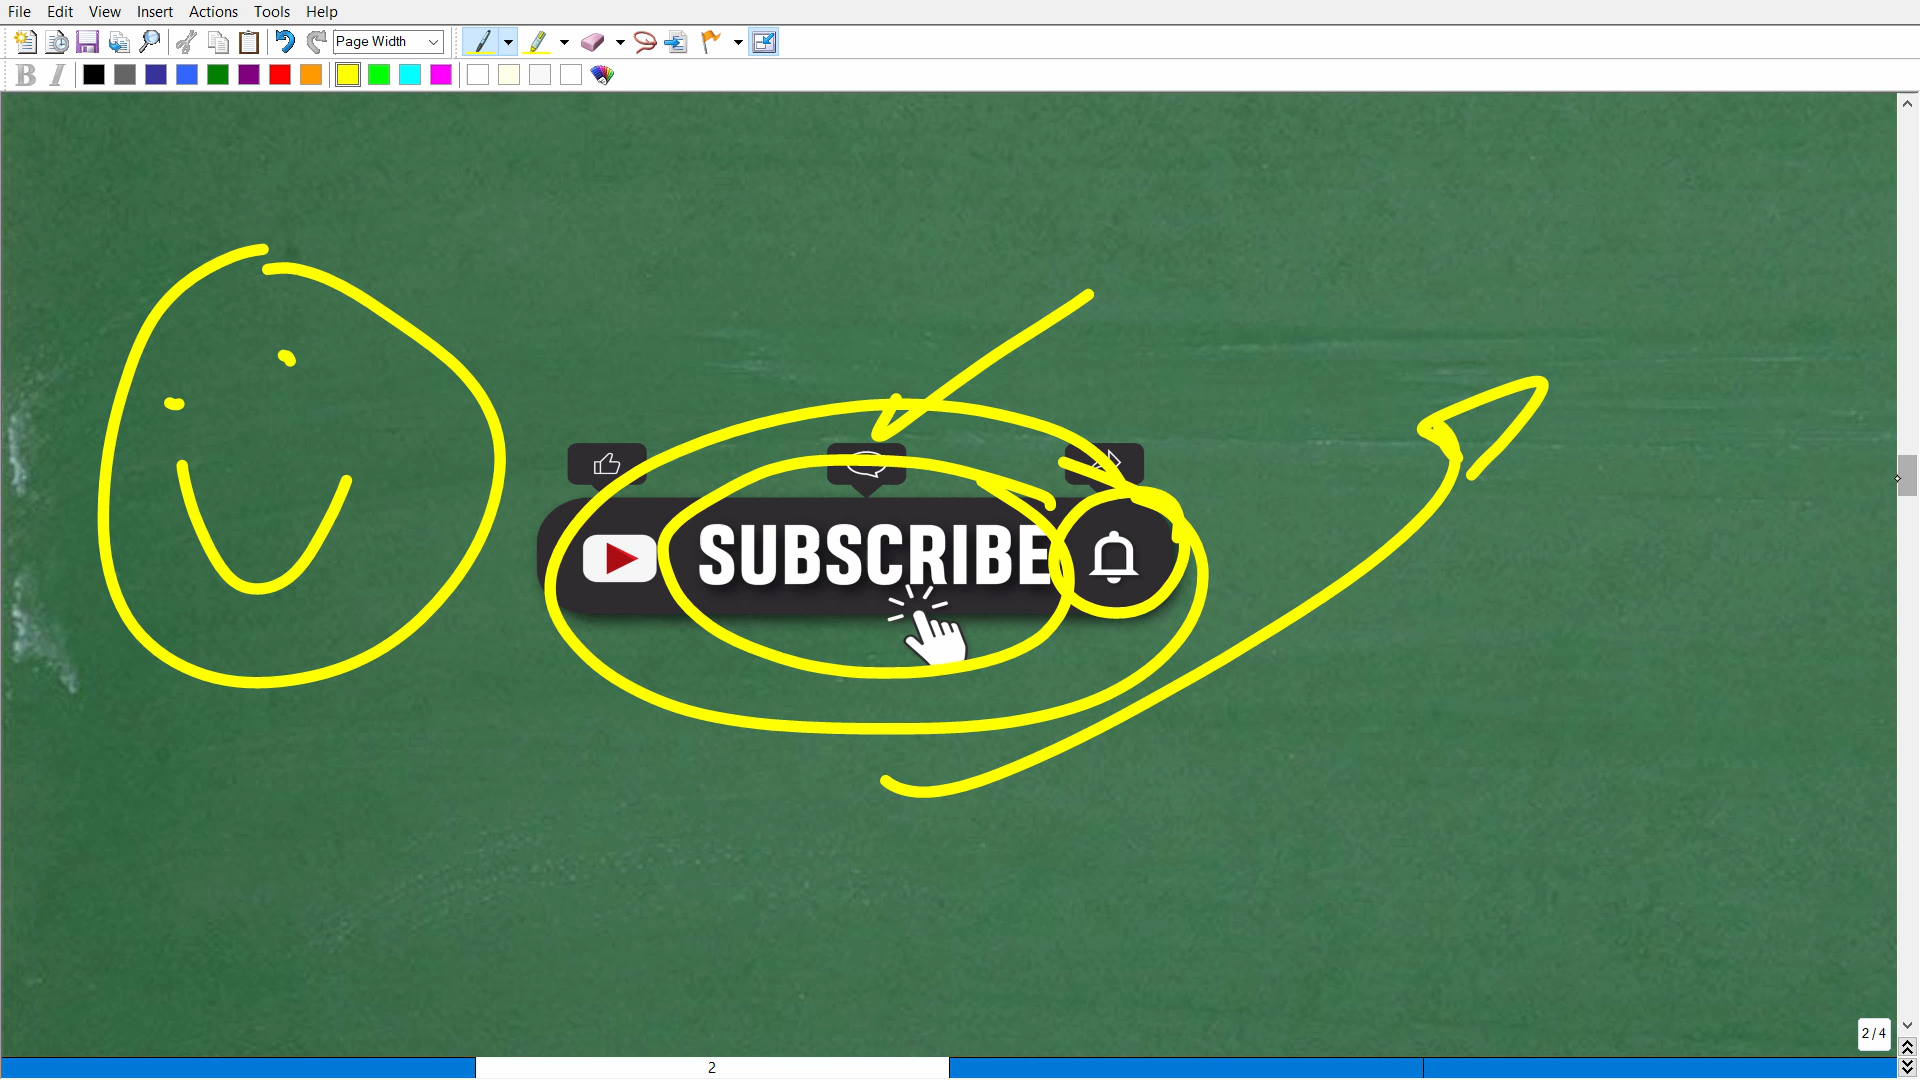 File Edit View Insert Actions Tools Help
Page Width
B I
SUBSCRIBE
2 / 4
2